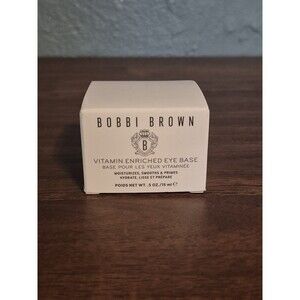 BOBBI BROWN
B
VITAMIN ENRICHED EYE BASE
BASE POUR LES YEUX VITAMINÉE
MOISTURIZES, SMOOTHS & PRIMES
HYDRATE, LISSE ET PRÉPARE
POIDS NET WT. .5 OZ./15 ml ℮